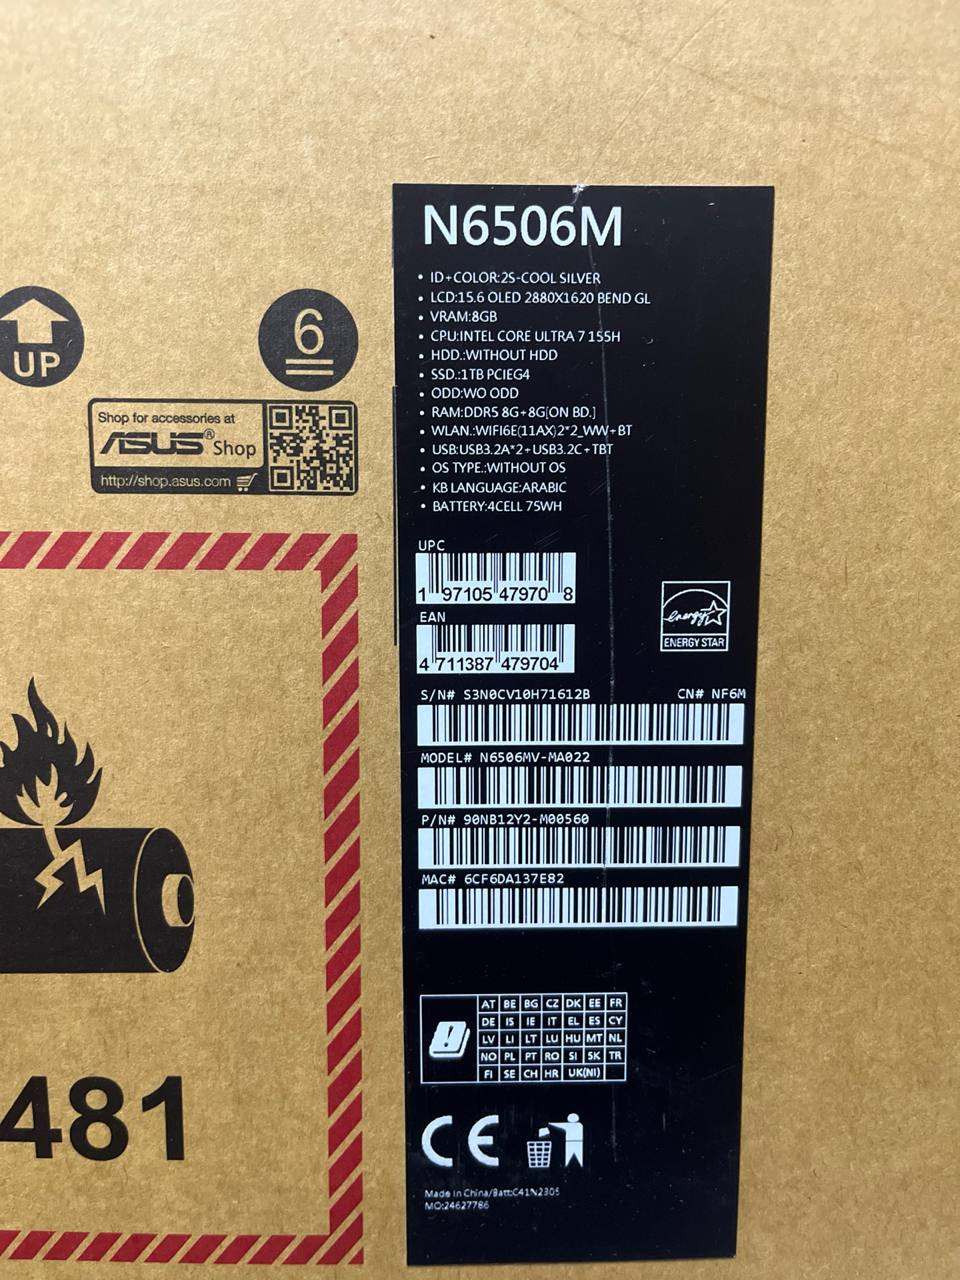 N6506M
• ID+COLOR:2S-COOL SILVER
• LCD:15.6 OLED 2880X1620 BEND GL
• VRAM:8GB
• CPU:INTEL CORE ULTRA 7 155H
• HDD.:WITHOUT HDD
• SSD.:1TB PCIEG4
• ODD:WO ODD
• RAM:DDR5 8G+8G[ON BD.]
• WLAN.:WIFI6E(11AX)2*2_WW+BT
• USB:USB3.2A*2+USB3.2C+TBT
• OS TYPE.:WITHOUT OS
• KB LANGUAGE:ARABIC
• BATTERY:4CELL 75WH
UP
6
Shop for accessories at
ASUS® Shop
http://shop.asus.com
UPC
1 97105 47970 8
EAN
4 711387 479704
energy
ENERGY STAR
S/N# S3N0CV10H71612B CN# NF6M
MODEL# N6506MV-MA022
P/N# 90NB12Y2-M00560
MAC# 6CF6DA137E82
AT BE BG CZ DK EE FR
DE IS IE IT EL ES CY
LV LI LT LU HU MT NL
NO PL PT RO SI SK TR
FI SE CH HR UK(NI)
481
CE
Made in China/Batt:C41N2305
MO:24627786